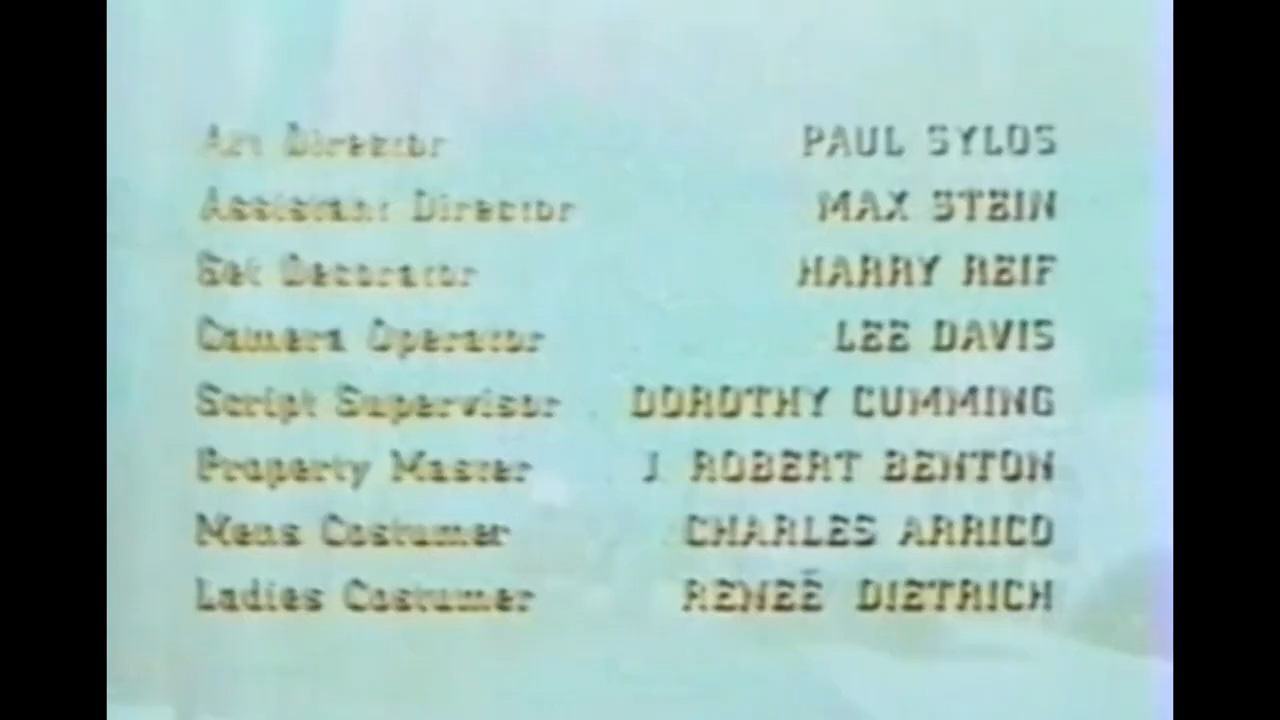 Art Director PAUL SYLOS
Assistant Director MAX STEIN
Set Decorator HARRY REIF
Camera Operator LEE DAVIS
Script Supervisor DOROTHY CUMMING
Property Master J ROBERT BENTON
Mens Costumer CHARLES ARRICO
Ladies Costumer RENEÉ DIETRICH